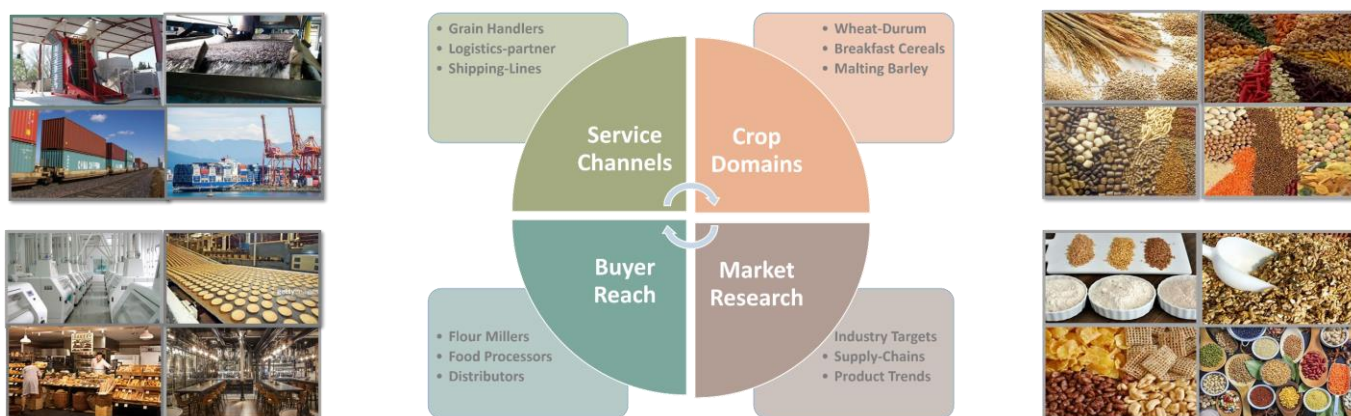 • Grain Handlers
• Logistics-partner
• Shipping-Lines
• Wheat-Durum
• Breakfast Cereals
• Malting Barley
Service
Channels
Crop
Domains
Buyer
Reach
Market
Research
• Flour Millers
• Food Processors
• Distributors
Industry Targets
• Supply-Chains
• Product Trends